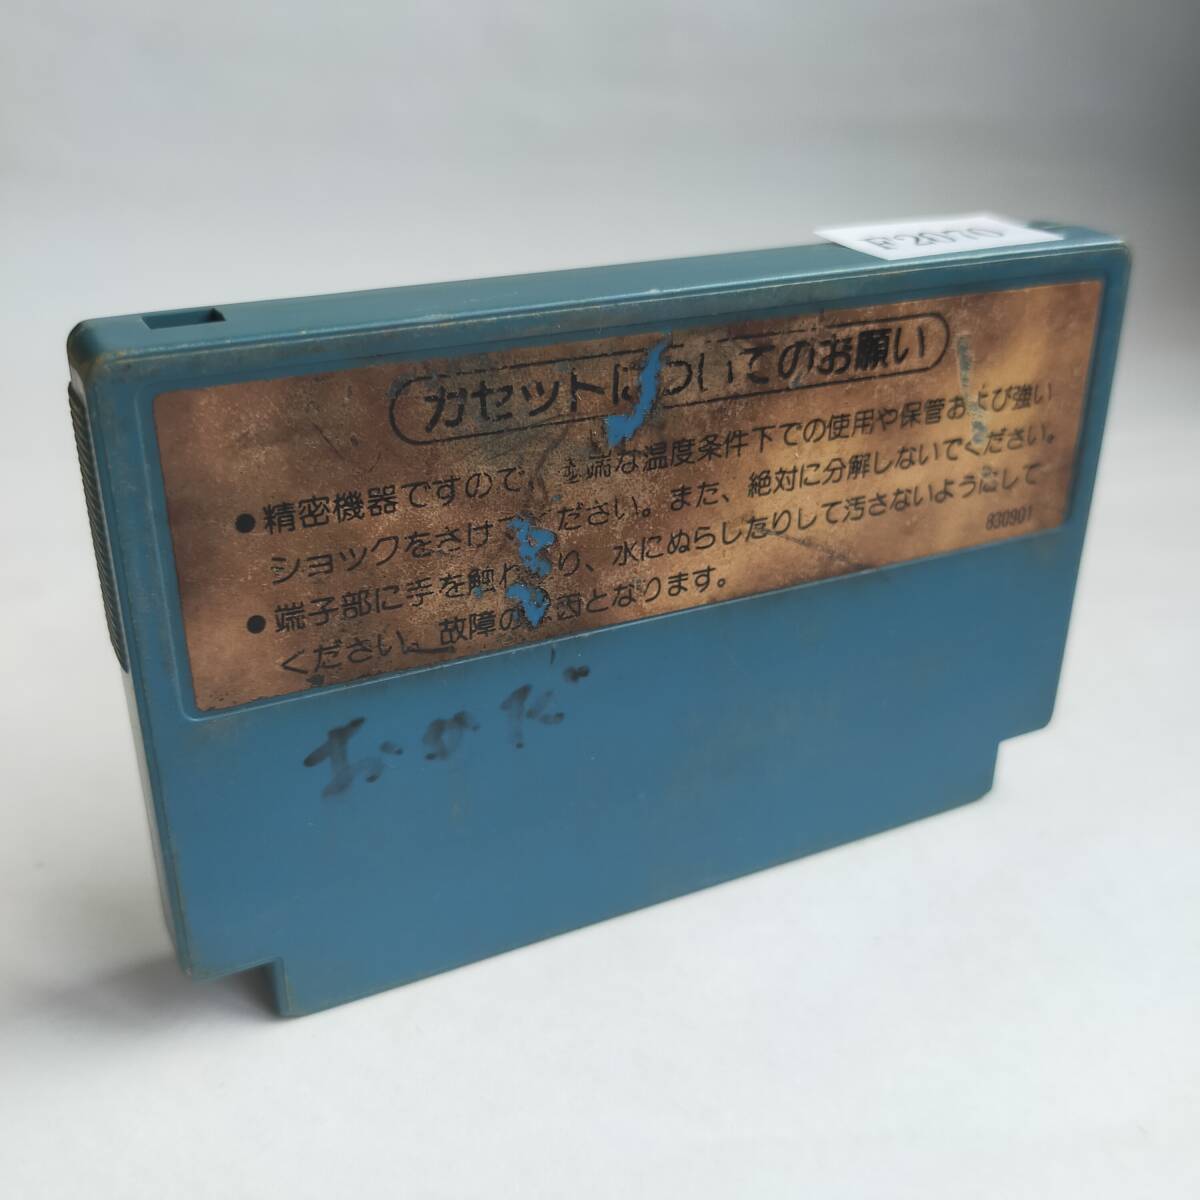 F2070
カセットについてのお願い
●精密機器ですので、極端な温度条件下での使用や保管および強い
ショックをさけてください。また、絶対に分解しないでください。
●端子部に手を触れたり、水にぬらしたりして汚さないようにして
ください。故障の原因となります。
830901
おかだ